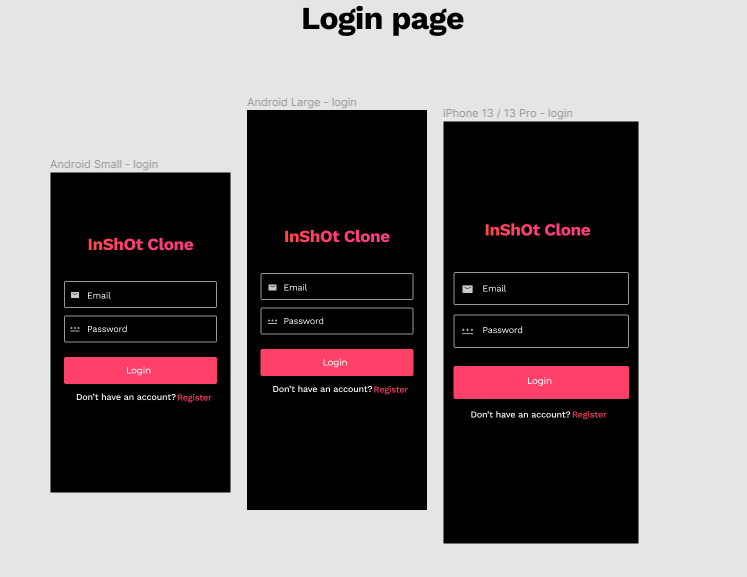 Login page
Android Small - login
InShOt Clone
Email
Password
Login
Don't have an account? Register
Android Large - login
InShOt Clone
Email
Password
Login
Don't have an account? Register
iPhone 13 / 13 Pro - login
InShOt Clone
Email
Password
Login
Don't have an account? Register